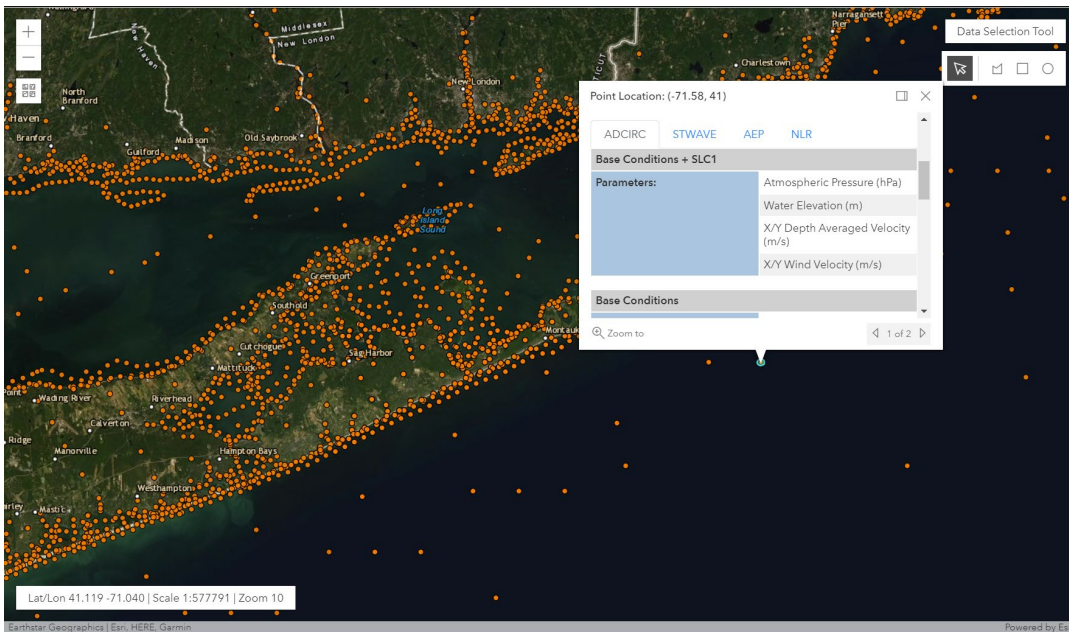 Middlesex
New London
New Haven
Narragansett
Pier
Data Selection Tool
Charlestown
North
Branford
New London
Haven
Branford
Guilford
Madison
Old Saybrook
Point Location: (-71.58, 41)
ADCIRC STWAVE AEP NLR
Base Conditions + SLC1
Parameters:
Atmospheric Pressure (hPa)
Water Elevation (m)
X/Y Depth Averaged Velocity
(m/s)
X/Y Wind Velocity (m/s)
Base Conditions
Zoom to
1 of 2
Long
Island
Sound
Greenport
Southold
Cutchogue
Mattituck
Sag Harbor
Montauk
Point
Wading River
Riverhead
Calverton
Ridge
Manorville
Hampton Bays
Westhampton
Mastic
Lat/Lon 41.119 -71.040 | Scale 1:577791 | Zoom 10
Earthstar Geographics | Esri, HERE, Garmin
Powered by Es